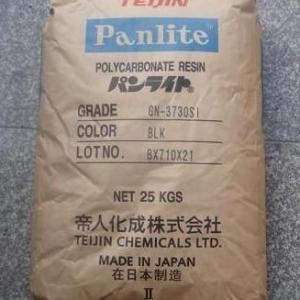 TEIJIN
Panlite®
POLYCARBONATE RESIN
パンライト®
GRADE GN-3730SI
COLOR BLK
LOT NO. BX710X21
NET 25 KGS
帝人化成株式会社
TEIJIN CHEMICALS LTD.
MADE IN JAPAN
在日本制造
II